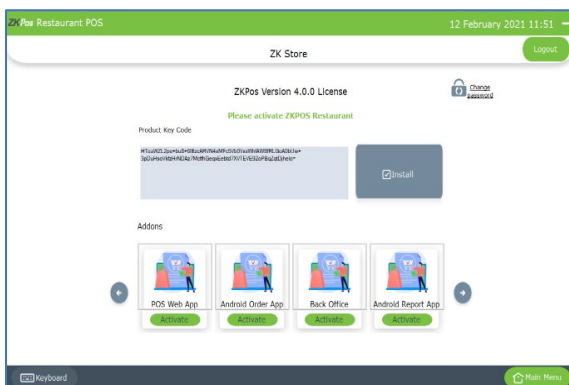 ZKPos Restaurant POS
12 February 2021 11:51
Logout
ZK Store
ZKPos Version 4.0.0 License
Change
password
Please activate ZKPOS Restaurant
Product Key Code
Install
Addons
POS Web App
Android Order App
Back Office
Android Report App
Activate
Activate
Activate
Activate
Keyboard
Main Menu